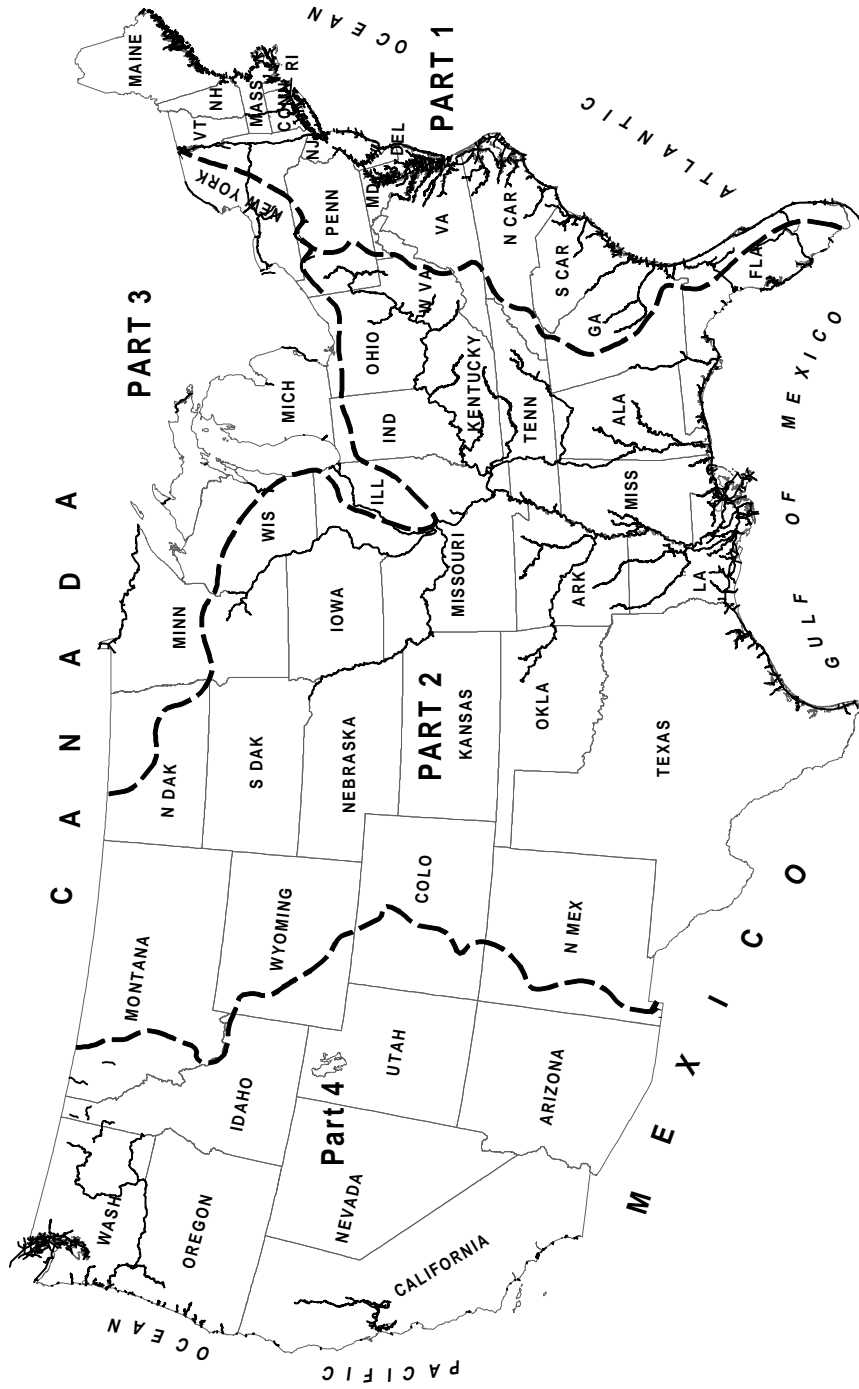 C A N A D A
PART 3
PART 1
PART 2
Part 4
WASH
OREGON
CALIFORNIA
NEVADA
IDAHO
MONTANA
WYOMING
UTAH
ARIZONA
COLO
N MEX
N DAK
S DAK
NEBRASKA
KANSAS
OKLA
TEXAS
MINN
IOWA
MISSOURI
ARK
LA
WIS
ILL
MICH
IND
OHIO
KENTUCKY
TENN
MISS
ALA
GA
FLA
S CAR
N CAR
VA
W VA
MD
DEL
PENN
NJ
NEW YORK
CONN
RI
MASS
VT
NH
MAINE
PACIFIC OCEAN
ATLANTIC OCEAN
GULF OF MEXICO
M E X I C O